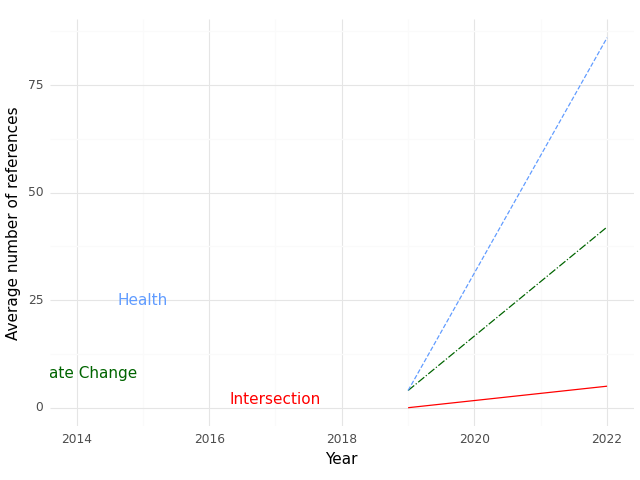 75
50
25
0
Average number of references
Health
ate Change
Intersection
2014 2016 2018 2020 2022
Year